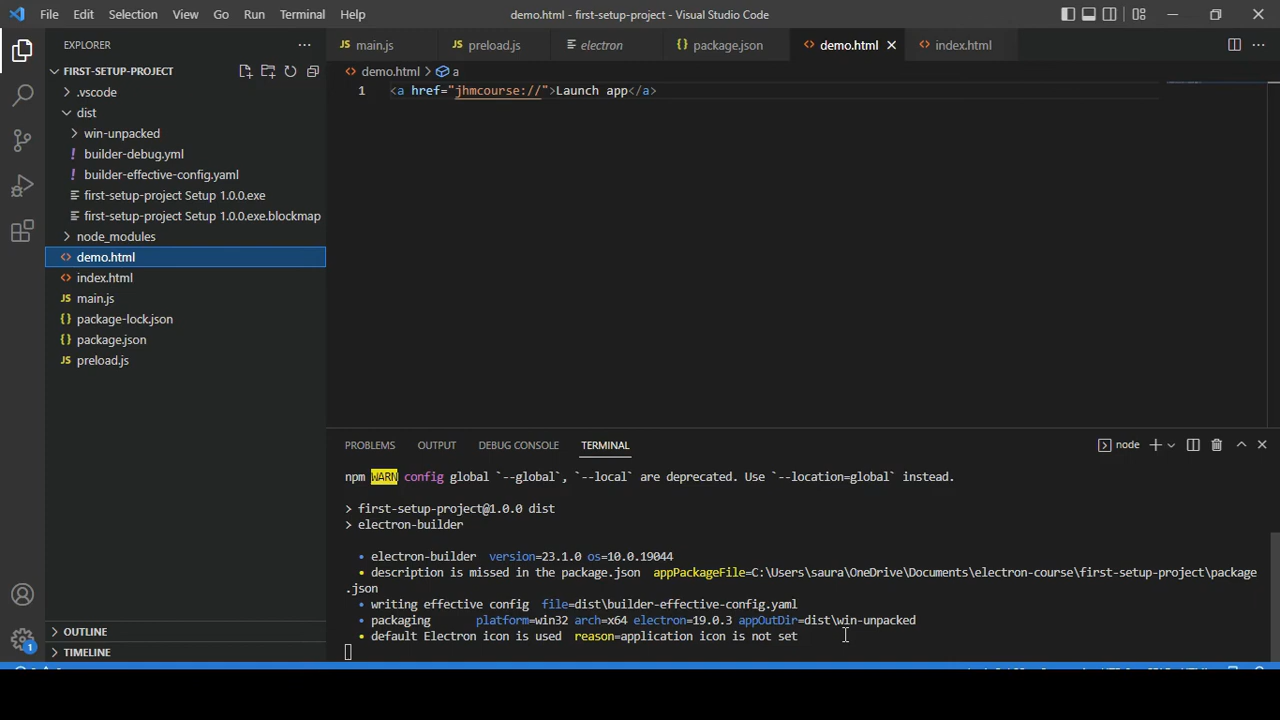 File Edit Selection View Go Run Terminal Help
demo.html - first-setup-project - Visual Studio Code
EXPLORER
FIRST-SETUP-PROJECT
.vscode
dist
win-unpacked
! builder-debug.yml
! builder-effective-config.yaml
first-setup-project Setup 1.0.0.exe
first-setup-project Setup 1.0.0.exe.blockmap
node_modules
<> demo.html
<> index.html
JS main.js
{} package-lock.json
{} package.json
JS preload.js
OUTLINE
TIMELINE
1
JS main.js
JS preload.js
electron
{} package.json
<> demo.html
<> index.html
<> demo.html > a
1 <a href="jhmcourse://">Launch app</a>
PROBLEMS OUTPUT DEBUG CONSOLE TERMINAL
node
npm WARN config global `--global`, `--local` are deprecated. Use `--location=global` instead.
> first-setup-project@1.0.0 dist
> electron-builder
• electron-builder version=23.1.0 os=10.0.19044
• description is missed in the package.json appPackageFile=C:\Users\saura\OneDrive\Documents\electron-course\first-setup-project\package
.json
• writing effective config file=dist\builder-effective-config.yaml
• packaging platform=win32 arch=x64 electron=19.0.3 appOutDir=dist\win-unpacked
• default Electron icon is used reason=application icon is not set